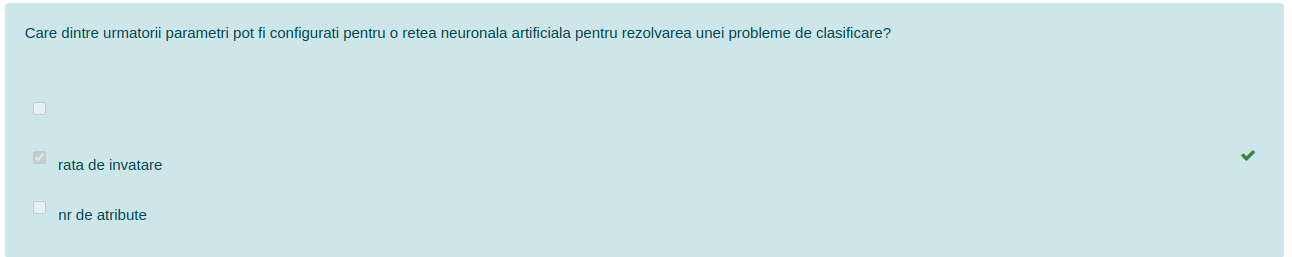 Care dintre urmatorii parametri pot fi configurati pentru o retea neuronala artificiala pentru rezolvarea unei probleme de clasificare?
rata de invatare
nr de atribute